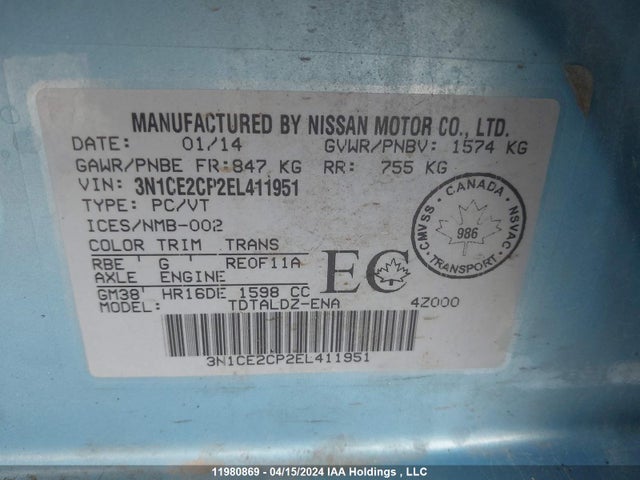 MANUFACTURED BY NISSAN MOTOR CO., LTD.
DATE: 01/14 GVWR/PNBV: 1574 KG
GAWR/PNBE FR:847 KG RR: 755 KG
VIN: 3N1CE2CP2EL411951
TYPE: PC/VT
ICES/NMB-002
COLOR TRIM TRANS
RBE G RE0F11A
AXLE ENGINE
GM38 HR16DE 1598 CC
MODEL: TDTALDZ-ENA 4Z000
EC
CANADA
CMVSS 986 NSVAC
TRANSPORT
3N1CE2CP2EL411951
11980869 - 04/15/2024 IAA Holdings , LLC